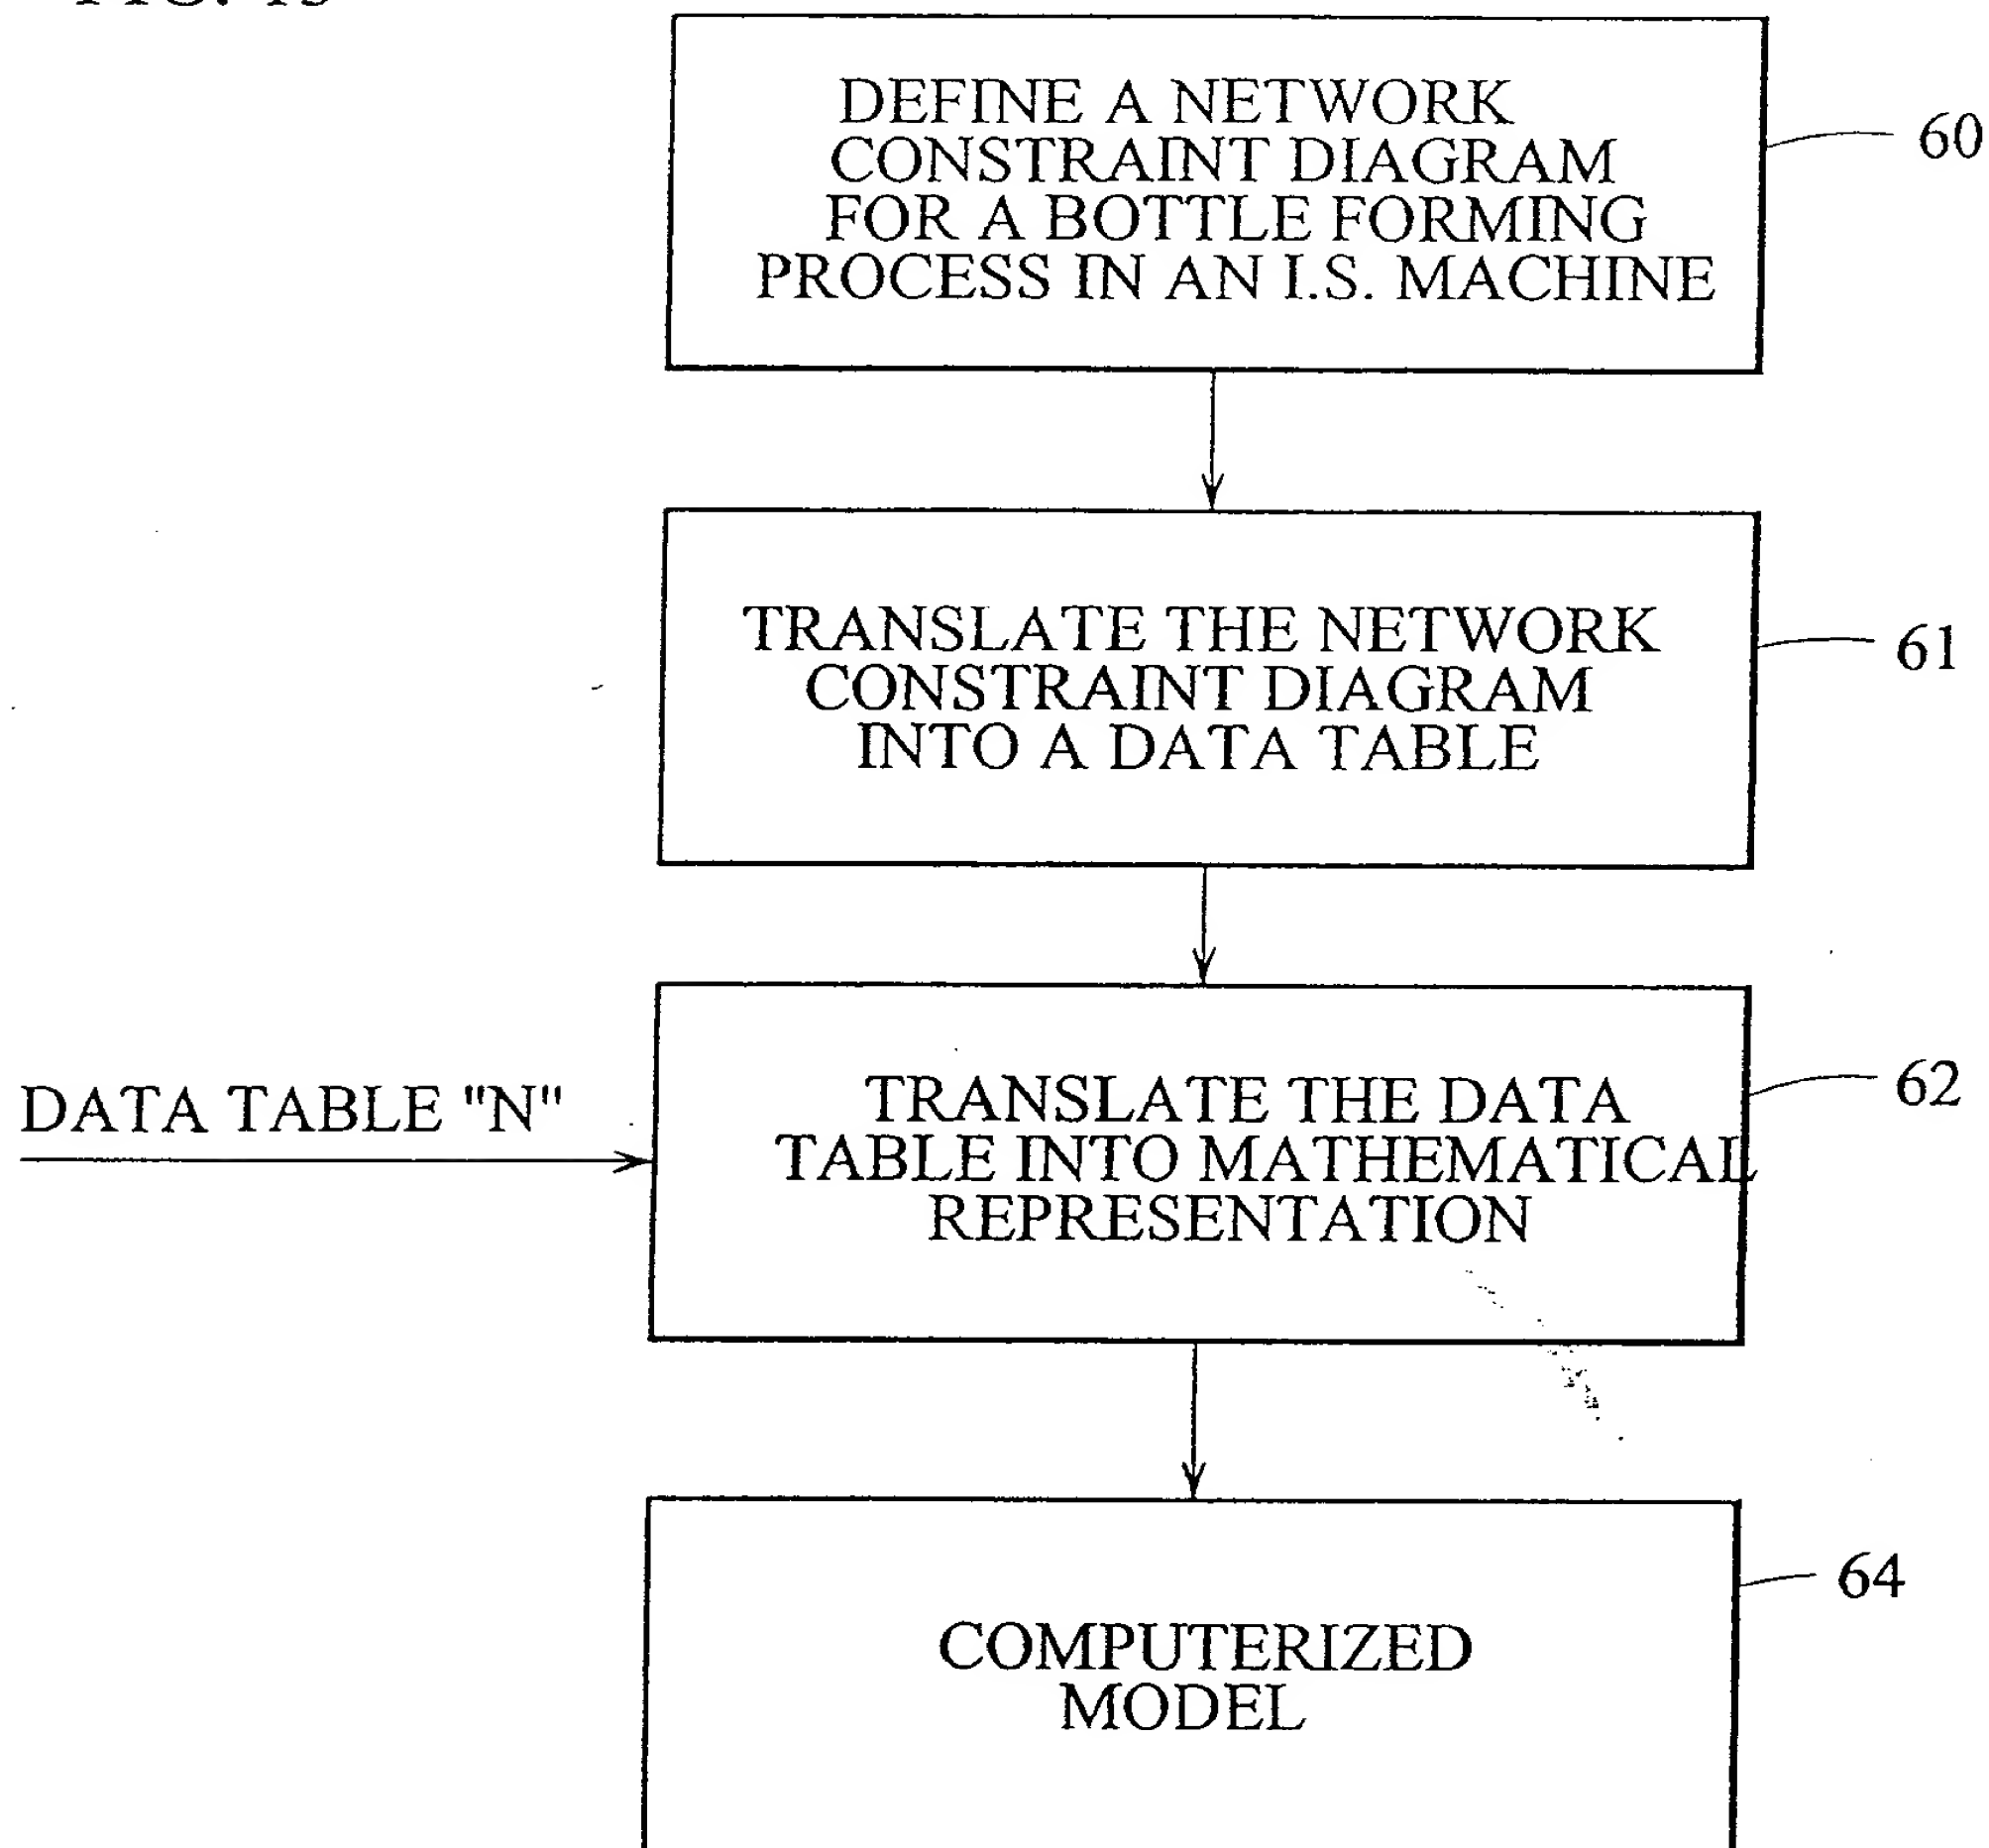 DEFINE A NETWORK
CONSTRAINT DIAGRAM
FOR A BOTTLE FORMING
PROCESS IN AN I.S. MACHINE
60
TRANSLATE THE NETWORK
CONSTRAINT DIAGRAM
INTO A DATA TABLE
61
DATA TABLE "N"
TRANSLATE THE DATA
TABLE INTO MATHEMATICAL
REPRESENTATION
62
COMPUTERIZED
MODEL
64